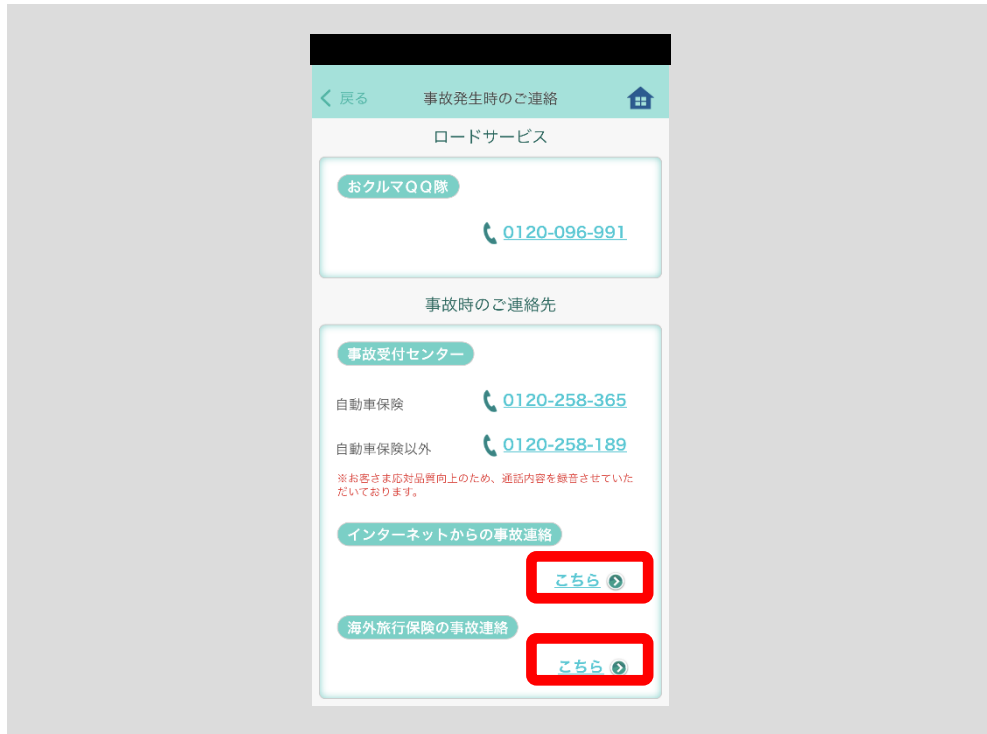 戻る
事故発生時のご連絡
ロードサービス
おクルマQQ隊
0120-096-991
事故時のご連絡先
事故受付センター
自動車保険
0120-258-365
自動車保険以外
0120-258-189
※お客さま応対品質向上のため、通話内容を録音させていた
だいております。
インターネットからの事故連絡
こちら
海外旅行保険の事故連絡
こちら